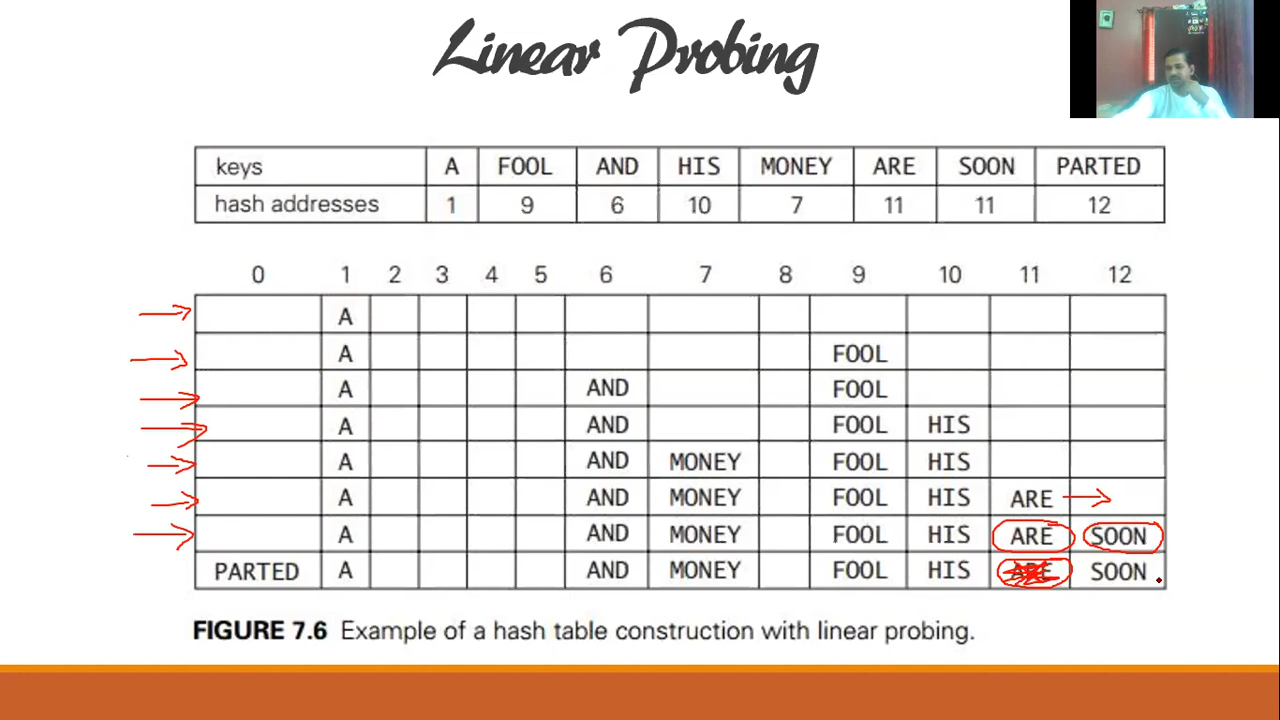 Linear Probing
keys A FOOL AND HIS MONEY ARE SOON PARTED
hash addresses 1 9 6 10 7 11 11 12
0 1 2 3 4 5 6 7 8 9 10 11 12
A
A FOOL
A AND FOOL
A AND FOOL HIS
A AND MONEY FOOL HIS
A AND MONEY FOOL HIS ARE
A AND MONEY FOOL HIS ARE SOON
PARTED A AND MONEY FOOL HIS ARE SOON
FIGURE 7.6 Example of a hash table construction with linear probing.